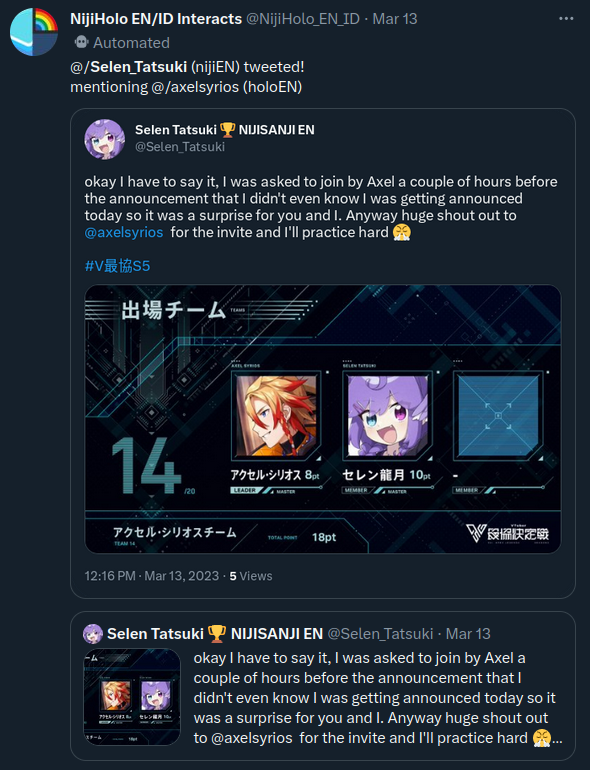 NijiHolo EN/ID Interacts @NijiHolo_EN_ID · Mar 13
Automated
@/Selen_Tatsuki (nijiEN) tweeted!
mentioning @/axelsyrios (holoEN)
Selen Tatsuki 🏆 NIJISANJI EN
@Selen_Tatsuki
okay I have to say it, I was asked to join by Axel a couple of hours before
the announcement that I didn't even know I was getting announced
today so it was a surprise for you and I. Anyway huge shout out to
@axelsyrios for the invite and I'll practice hard 😤
#V最協S5
出場チーム TEAMS
AXEL SYRIOS
SELEN TATSUKI
14/20
アクセル・シリオス 8pt
LEADER MASTER
セレン龍月 10pt
MEMBER MASTER
-
MEMBER
アクセル・シリオスチーム
TEAM 14
TOTAL POINT 18pt
VTuber
V最協決定戦
12:16 PM · Mar 13, 2023 · 5 Views
Selen Tatsuki 🏆 NIJISANJI EN @Selen_Tatsuki · Mar 13
okay I have to say it, I was asked to join by Axel a
couple of hours before the announcement that I
didn't even know I was getting announced today so it
was a surprise for you and I. Anyway huge shout out
to @axelsyrios for the invite and I'll practice hard 😤...